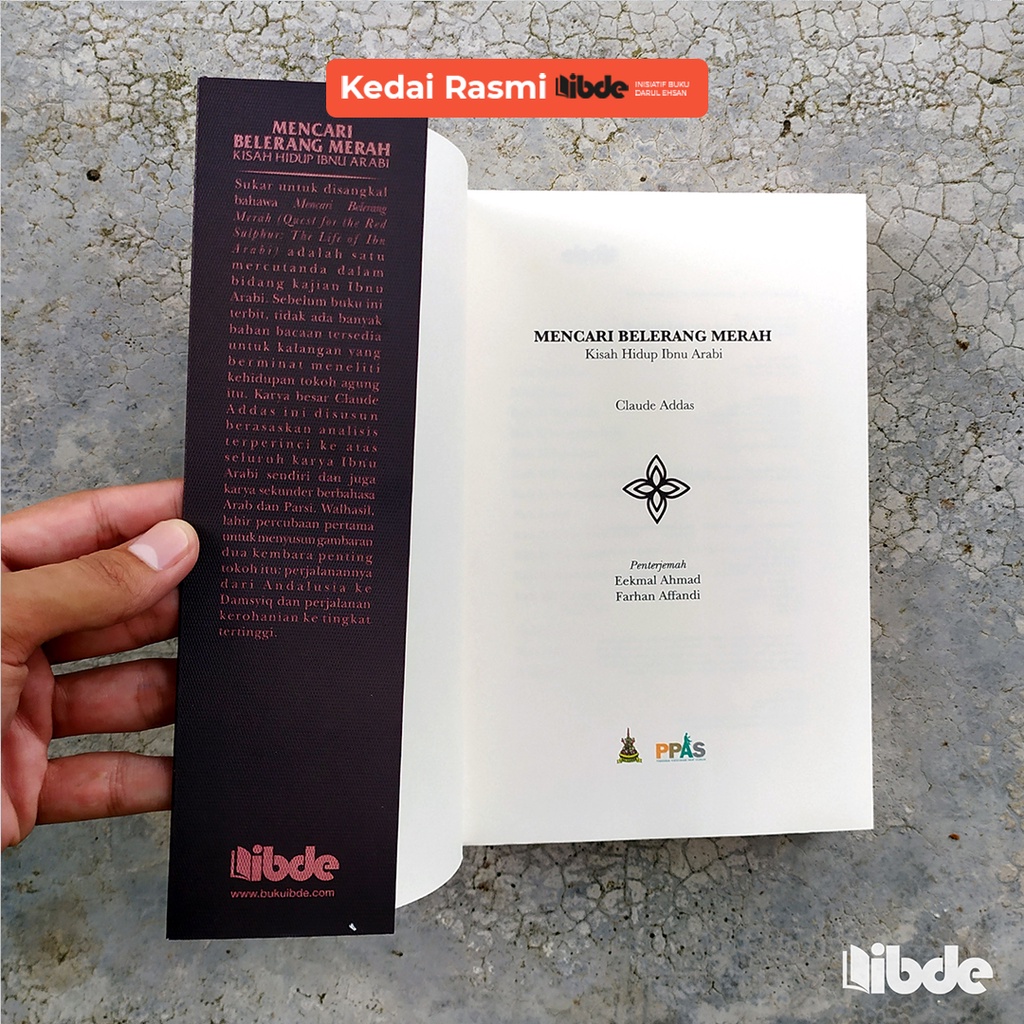 Kedai Rasmi ibde INISIATIF BUKU
DARUL EHSAN
MENCARI
BELERANG MERAH
KISAH HIDUP IBNU ARABI
Sukar untuk disangkal
bahawa Mencari Belerang
Merah (Quest for the Red
Sulphur: The Life of Ibn
Arabi) adalah satu
mercutanda dalam
bidang kajian Ibnu
Arabi. Sebelum buku ini
terbit, tidak ada banyak
bahan bacaan tersedia
untuk kalangan yang
berminat meneliti
kehidupan tokoh agung
itu. Karya besar Claude
Addas ini disusun
berasaskan analisis
terperinci ke atas
seluruh karya Ibnu
Arabi sendiri dan juga
karya sekunder berbahasa
Arab dan Parsi. Walhasil,
lahir percubaan pertama
untuk menyusun gambaran
dua kembara penting
tokoh itu: perjalanannya
dari Andalusia ke
Damsyiq dan perjalanan
kerohanian ke tingkat
tertinggi.
ibde
www.bukuibde.com
MENCARI BELERANG MERAH
Kisah Hidup Ibnu Arabi
Claude Addas
Penterjemah
Eekmal Ahmad
Farhan Affandi
PPAS
ibde